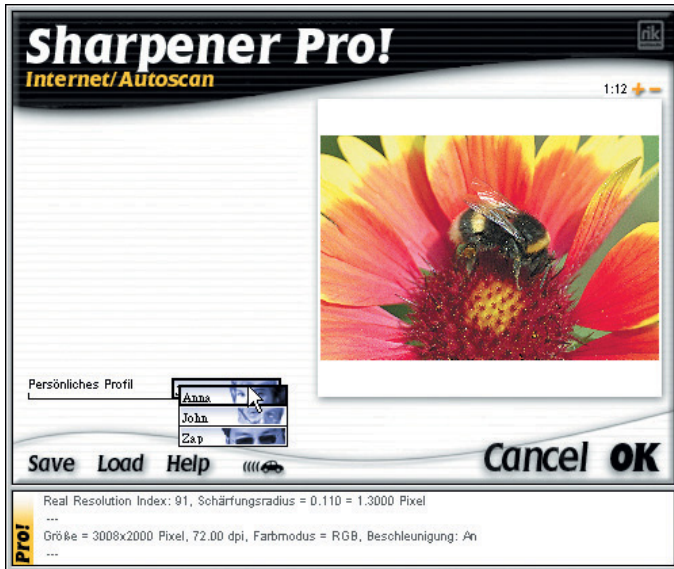 Sharpener Pro!
rik
Internet/Autoscan
1:12 + -
Persönliches Profil
Anna
John
Zap
Save Load Help
Cancel OK
Pro!
Real Resolution Index: 91, Schärfungsradius = 0.110 = 1.3000 Pixel
---
Größe = 3008x2000 Pixel, 72.00 dpi, Farbmodus = RGB, Beschleunigung: An
---